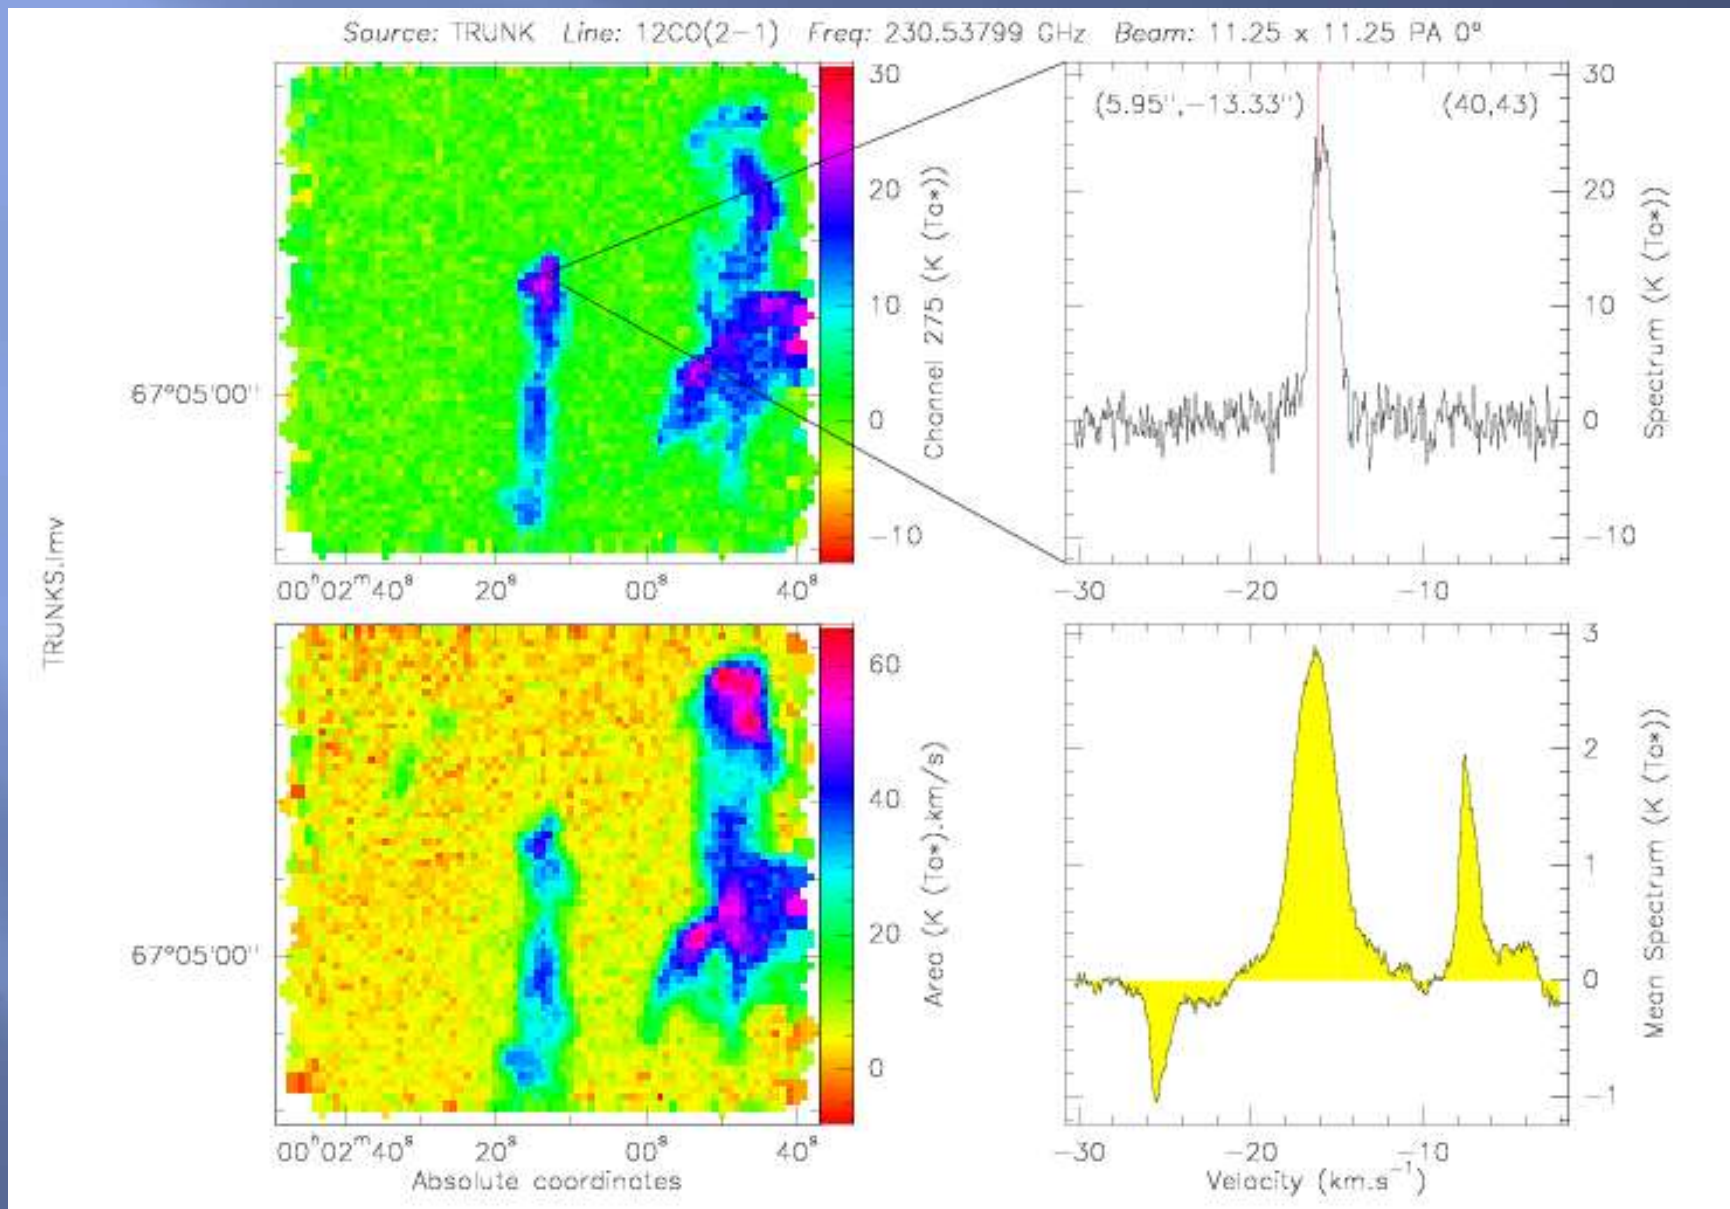 Source: TRUNK Line: 12CO(2−1) Freq: 230.53799 GHz Beam: 11.25 x 11.25 PA 0°
TRUNKS.lmv
67°05'00"
00ʰ02ᵐ40ˢ 20ˢ 00ˢ 40ˢ
30
20
10
0
−10
Channel 275 (K (Ta*))
(5.95",−13.33") (40,43)
30
20
10
0
−10
Spectrum (K (Ta*))
−30 −20 −10
67°05'00"
00ʰ02ᵐ40ˢ 20ˢ 00ˢ 40ˢ
Absolute coordinates
60
40
20
0
Area (K (Ta*).km/s)
3
2
1
0
−1
Mean Spectrum (K (Ta*))
−30 −20 −10
Velocity (km.s⁻¹)